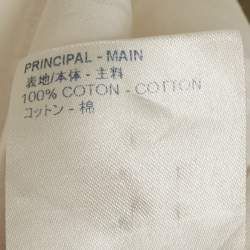 PRINCIPAL - MAIN
表地/本体 - 主料
100% COTON - COTTON
コットン - 棉